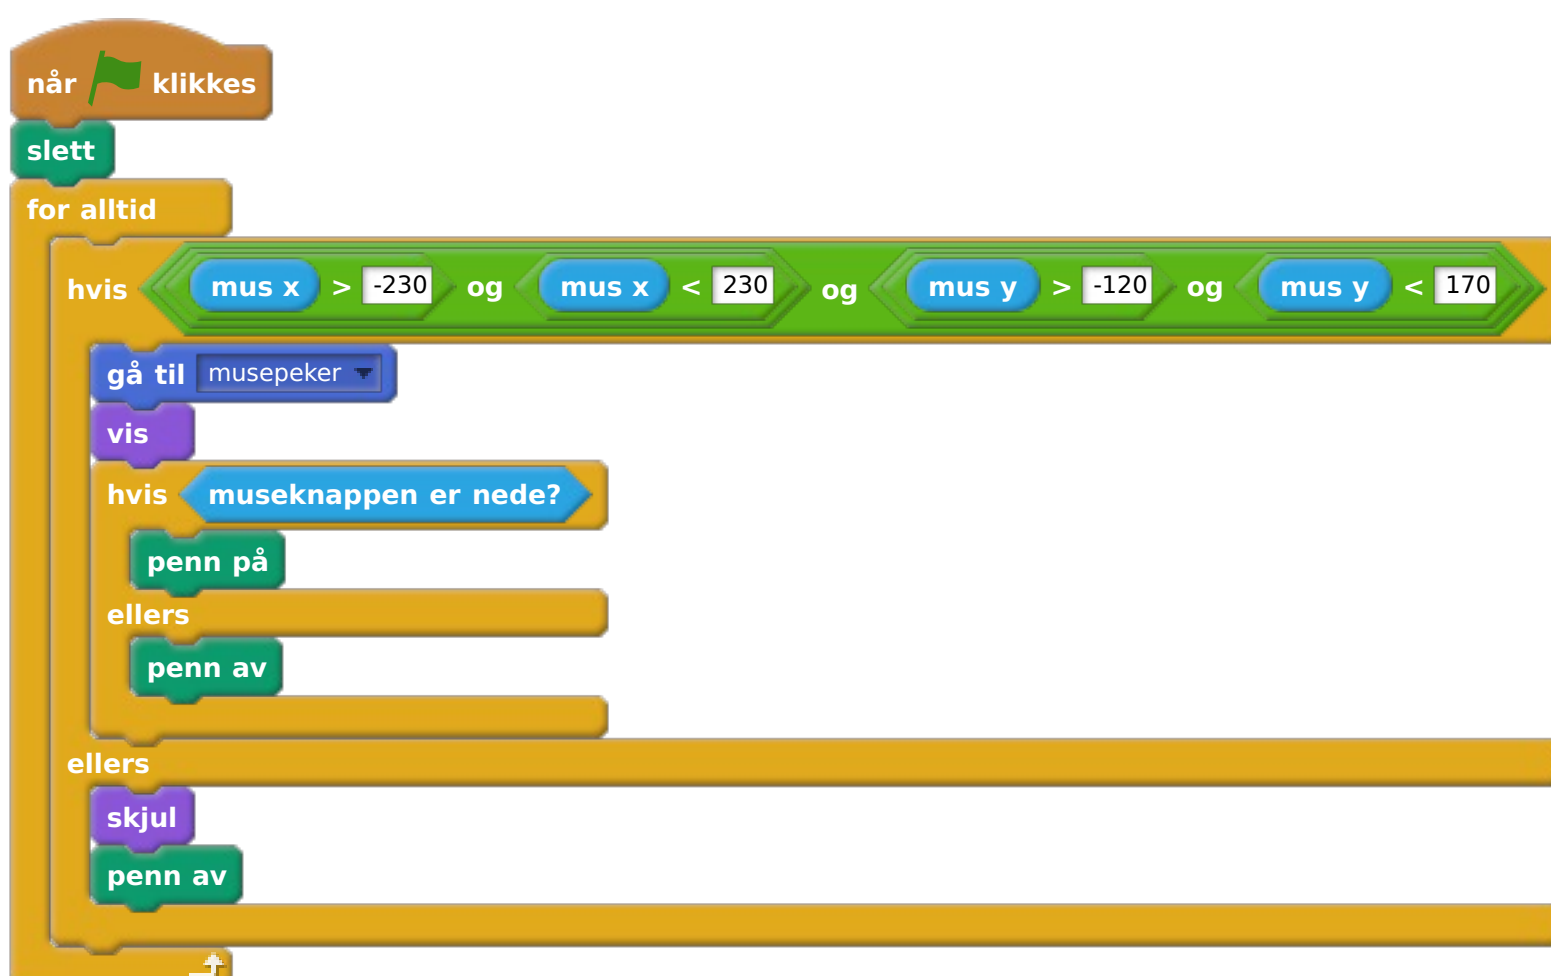 når klikkes
slett
for alltid
hvis mus x > -230 og mus x < 230 og mus y > -120 og mus y < 170
gå til musepeker
vis
hvis museknappen er nede?
penn på
ellers
penn av
ellers
skjul
penn av